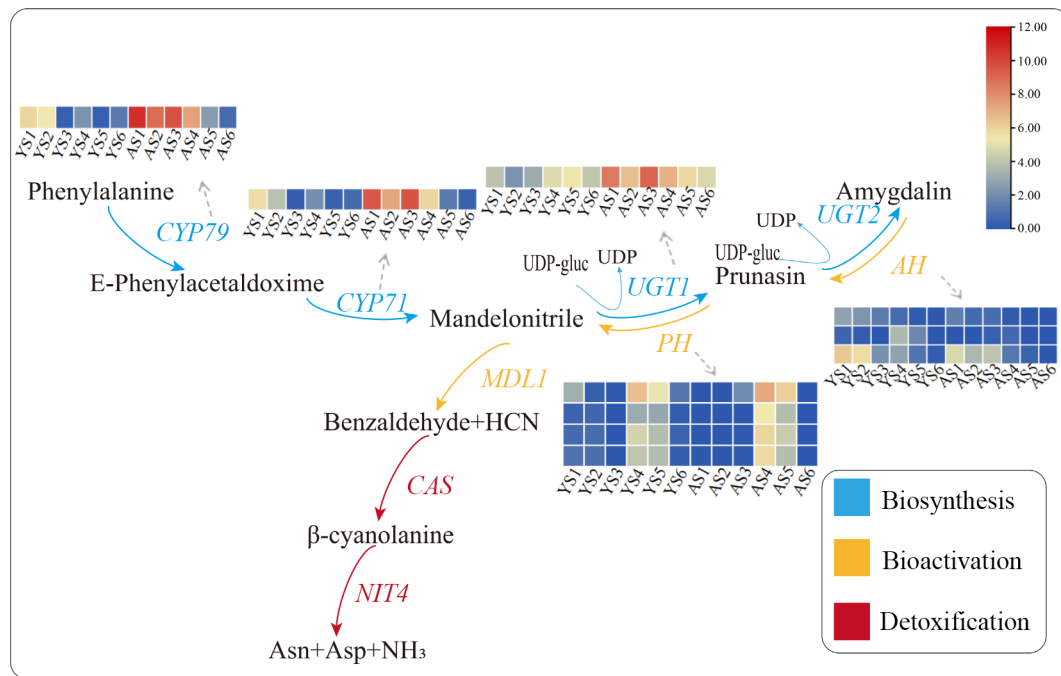 12.00
10.00
8.00
6.00
4.00
2.00
0.00
YS1 YS2 YS3 YS4 YS5 YS6 AS1 AS2 AS3 AS4 AS5 AS6
Phenylalanine
CYP79
E-Phenylacetaldoxime
YS1 YS2 YS3 YS4 YS5 YS6 AS1 AS2 AS3 AS4 AS5 AS6
CYP71
YS1 YS2 YS3 YS4 YS5 YS6 AS1 AS2 AS3 AS4 AS5 AS6
UDP-gluc
UDP
UGT1
Mandelonitrile
PH
UDP
UDP-gluc
Prunasin
UGT2
Amygdalin
AH
YS1 YS2 YS3 YS4 YS5 YS6 AS1 AS2 AS3 AS4 AS5 AS6
YS1 YS2 YS3 YS4 YS5 YS6 AS1 AS2 AS3 AS4 AS5 AS6
MDL1
Benzaldehyde+HCN
CAS
β-cyanolanine
NIT4
Asn+Asp+NH₃
Biosynthesis
Bioactivation
Detoxification